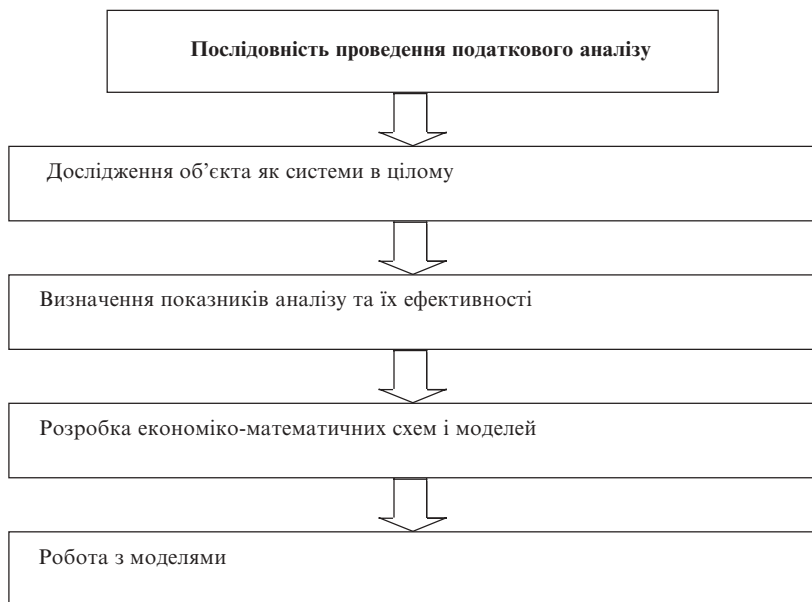 Послідовність проведення податкового аналізу
Дослідження об’єкта як системи в цілому
Визначення показників аналізу та їх ефективності
Розробка економіко-математичних схем і моделей
Робота з моделями